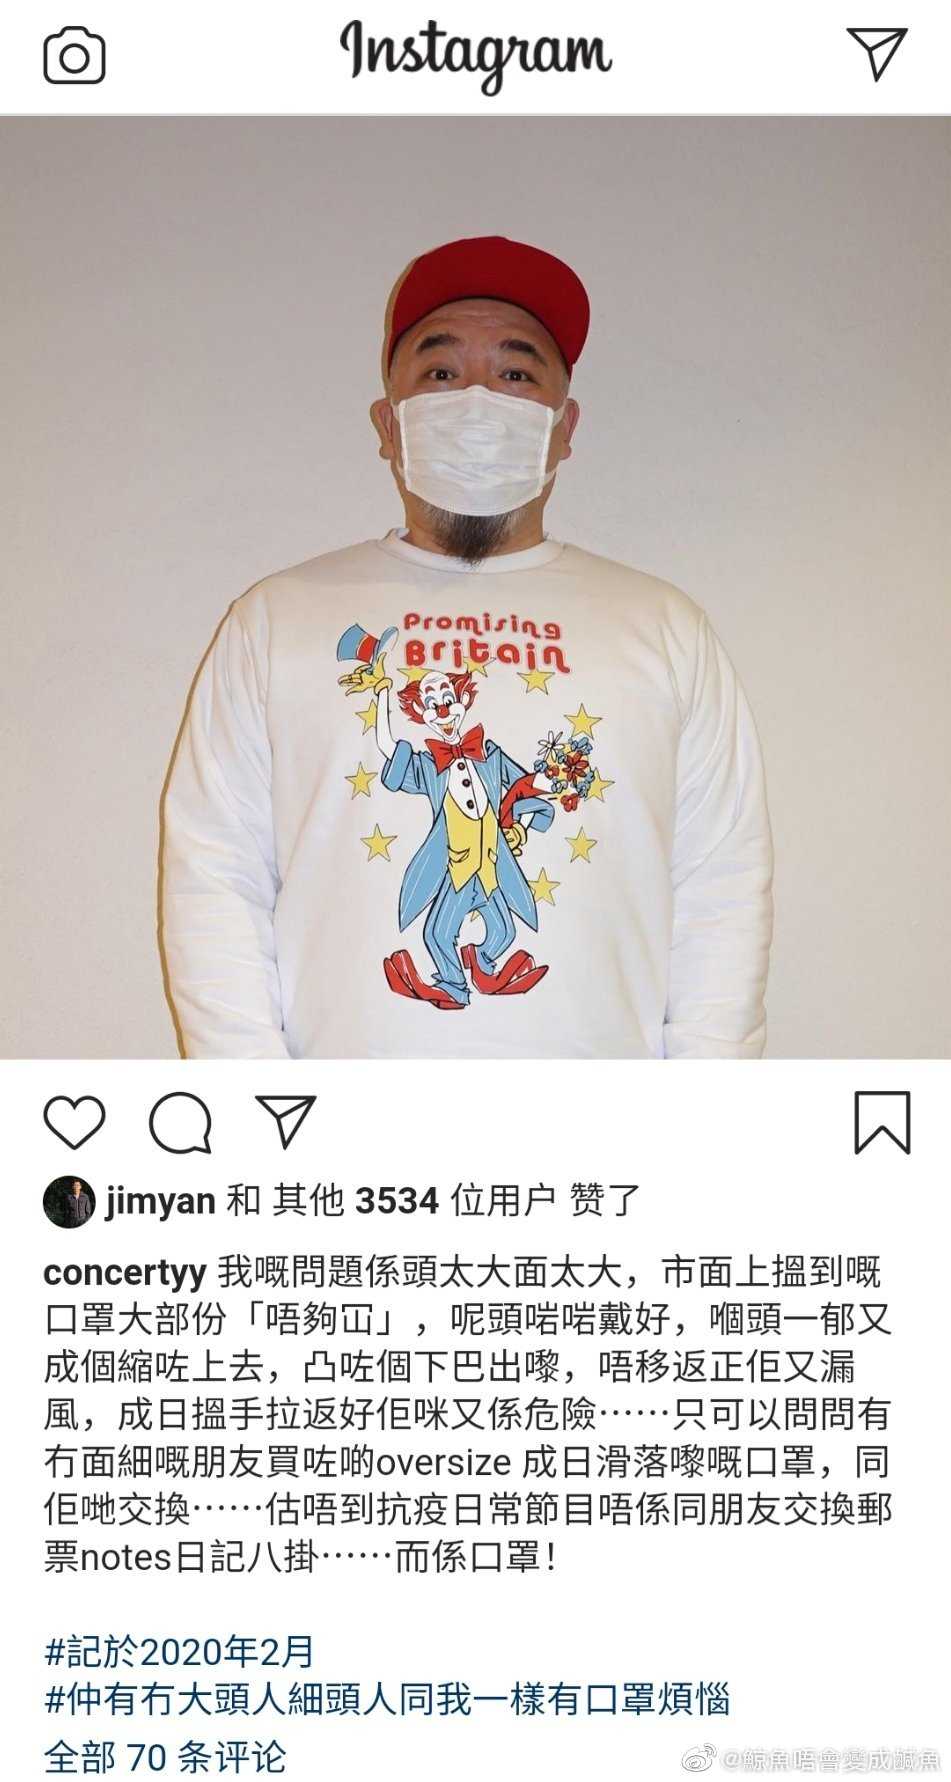 Instagram
Promising
Britain
jimyan 和 其他 3534 位用户 赞了
concertyy 我嘅問題係頭太大面太大，市面上搵到嘅
口罩大部份「唔夠冚」，呢頭啱啱戴好，嗰頭一郁又
成個縮咗上去，凸咗個下巴出嚟，唔移返正佢又漏
風，成日搵手拉返好佢咪又係危險⋯⋯只可以問問有
冇面細嘅朋友買咗啲oversize 成日滑落嚟嘅口罩，同
佢哋交換⋯⋯估唔到抗疫日常節目唔係同朋友交換郵
票notes日記八掛⋯⋯而係口罩！
#記於2020年2月
#仲有冇大頭人細頭人同我一樣有口罩煩惱
全部 70 条评论
@鯨魚唔會變成鹹魚